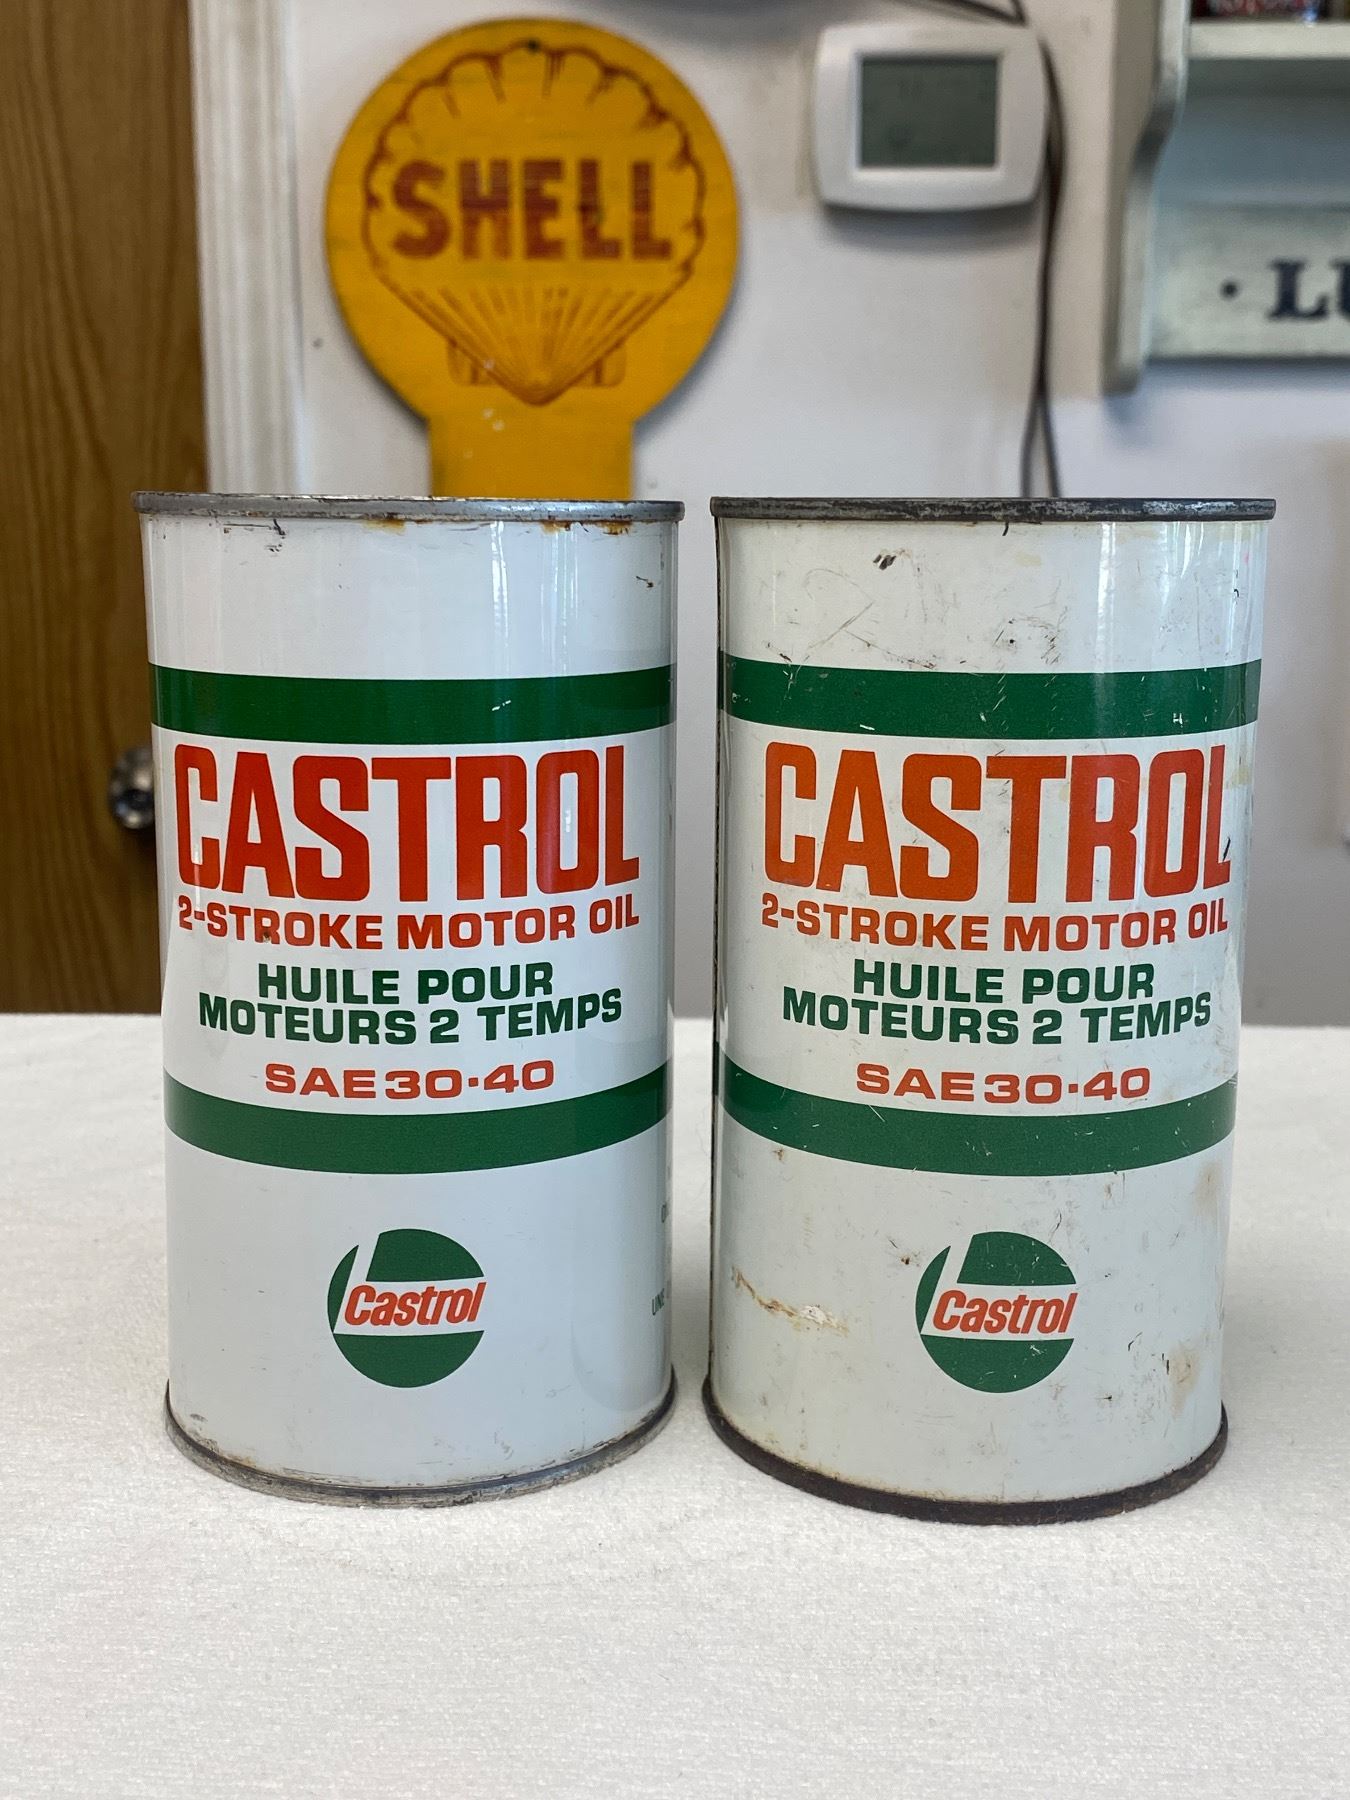 SHELL
· LU
CASTROL
2-STROKE MOTOR OIL
HUILE POUR
MOTEURS 2 TEMPS
SAE 30·40
Castrol
CASTROL
2-STROKE MOTOR OIL
HUILE POUR
MOTEURS 2 TEMPS
SAE 30·40
Castrol